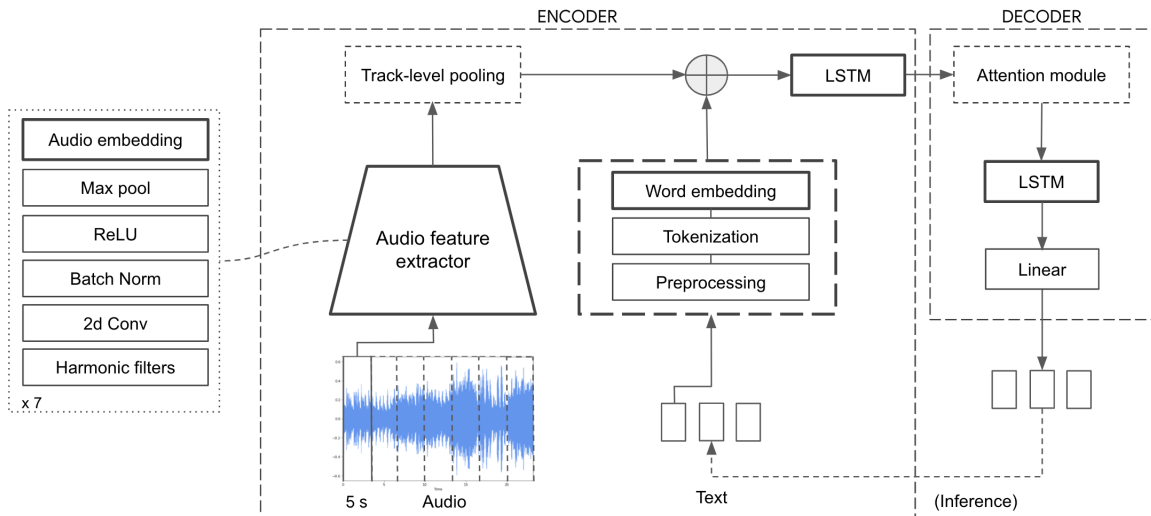 ENCODER
DECODER
Track-level pooling
LSTM
Attention module
Audio embedding
Max pool
ReLU
Batch Norm
2d Conv
Harmonic filters
x 7
Audio feature
extractor
Word embedding
Tokenization
Preprocessing
LSTM
Linear
5 s
Audio
Text
(Inference)